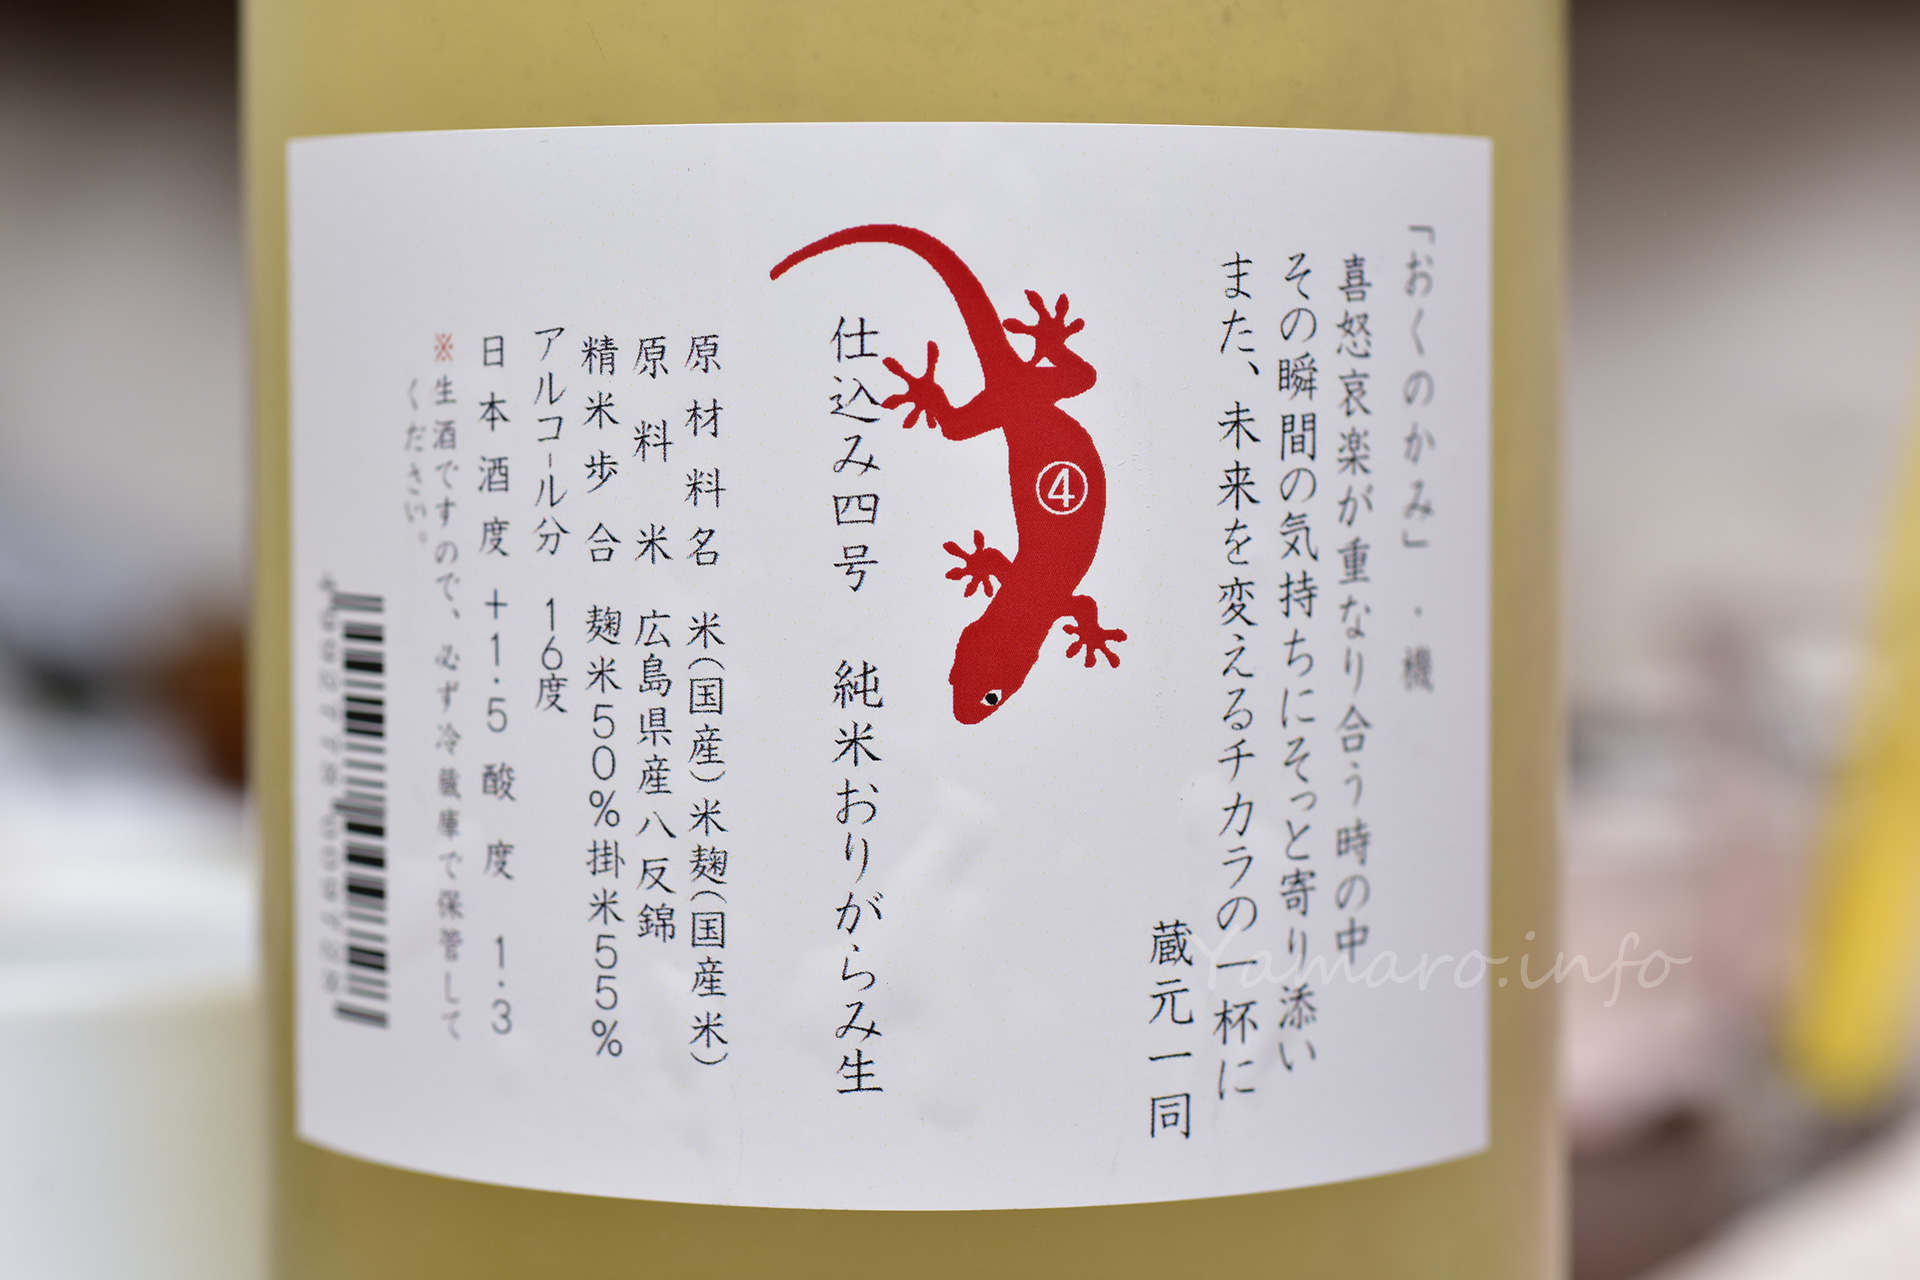 「おくのかみ」・機
喜怒哀楽が重なり合う時の中
その瞬間の気持ちにそっと寄り添い
また、未来を変えるチカラの一杯に
蔵元一同
④
仕込み四号 純米おりがらみ生
原材料名 米(国産)米麹(国産米)
原料米 広島県産八反錦
精米歩合 麹米50%掛米55%
アルコール分 16度
日本酒度 +1.5 酸度 1.3
※生酒ですので、必ず冷蔵庫で保管して
ください。
Yamaro.info